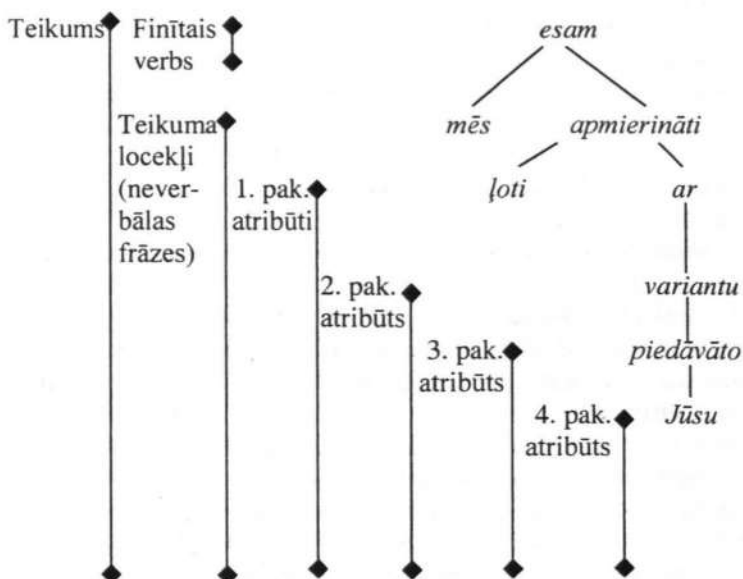 Teikums Finītais
verbs
esam
Teikuma
locekļi
(never-
bālas
frāzes)
mēs apmierināti
1. pak.
atribūti
ļoti ar
2. pak.
atribūts
variantu
3. pak.
atribūts
piedāvāto
4. pak.
atribūts
Jūsu